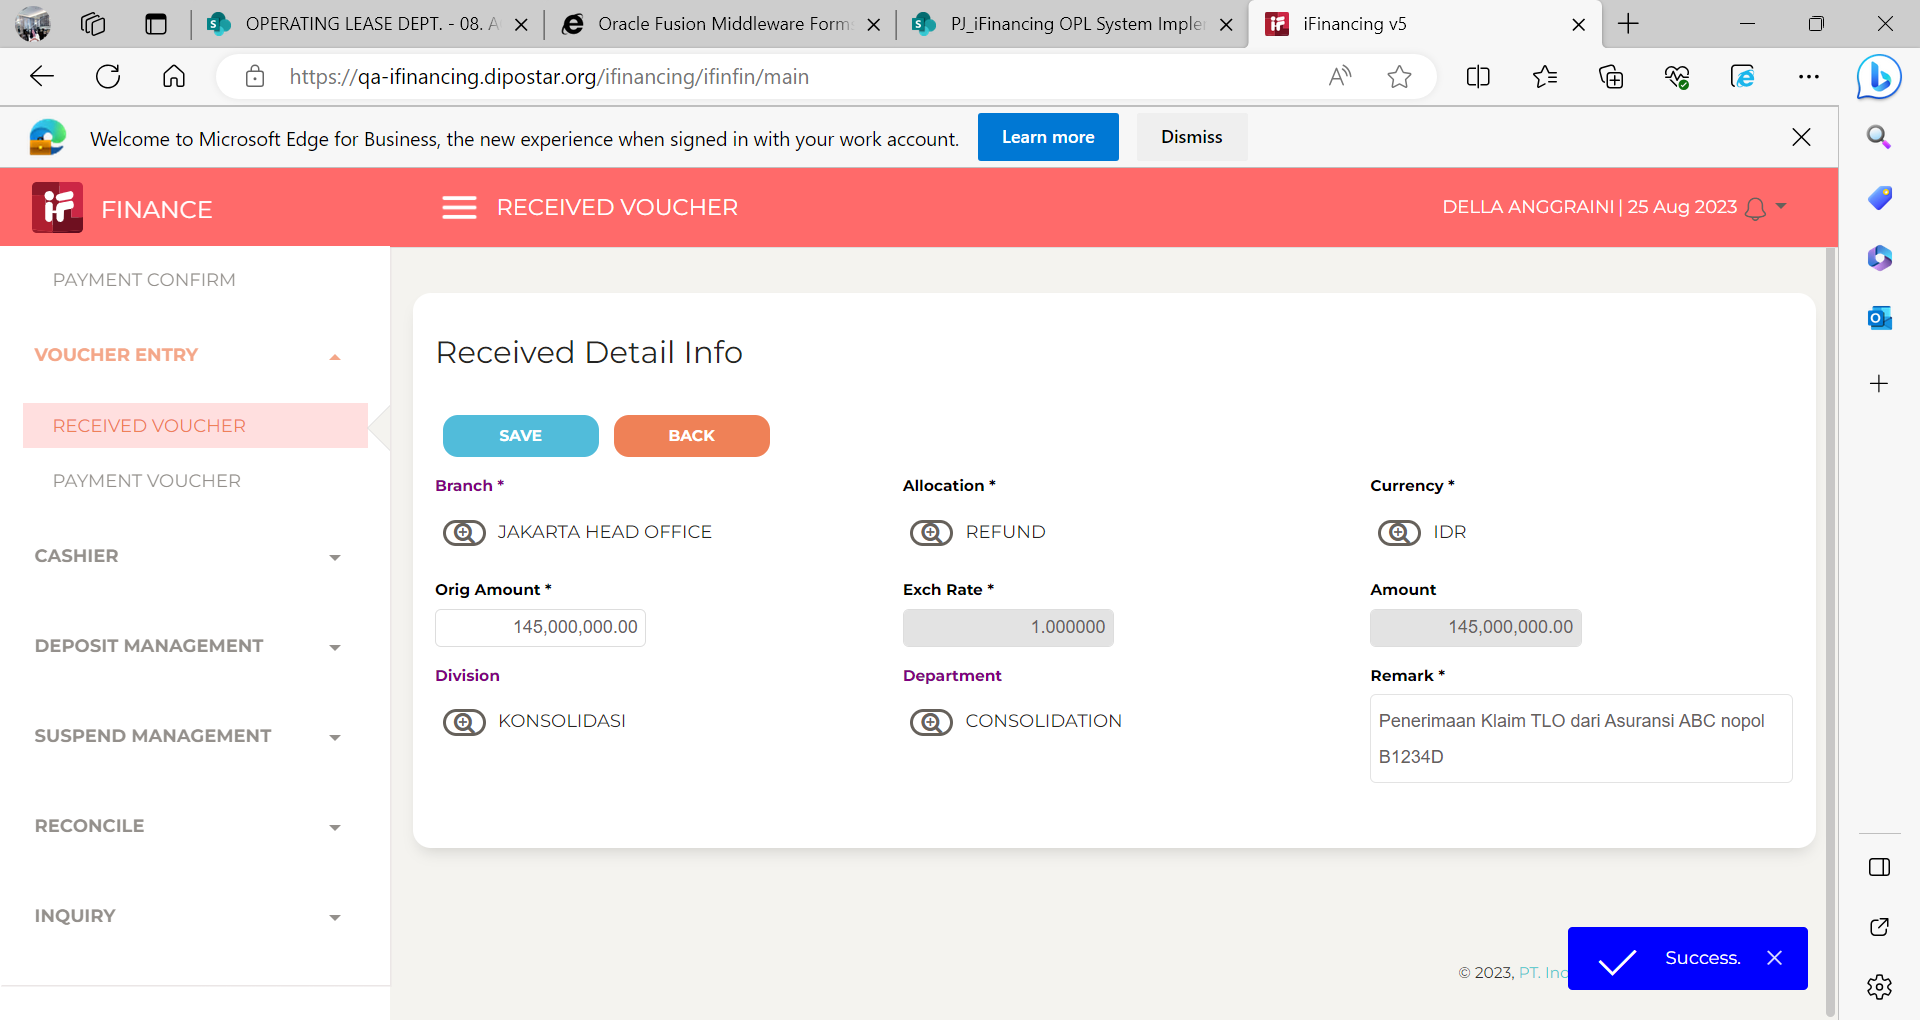 OPERATING LEASE DEPT. - 08. A
Oracle Fusion Middleware Forms
PJ_iFinancing OPL System Imple
iFinancing v5
https://qa-ifinancing.dipostar.org/ifinancing/ifinfin/main
Welcome to Microsoft Edge for Business, the new experience when signed in with your work account.
Learn more
Dismiss
iF
FINANCE
RECEIVED VOUCHER
DELLA ANGGRAINI | 25 Aug 2023
PAYMENT CONFIRM
VOUCHER ENTRY
RECEIVED VOUCHER
PAYMENT VOUCHER
CASHIER
DEPOSIT MANAGEMENT
SUSPEND MANAGEMENT
RECONCILE
INQUIRY
Received Detail Info
SAVE
BACK
Branch *
Allocation *
Currency *
JAKARTA HEAD OFFICE
REFUND
IDR
Orig Amount *
Exch Rate *
Amount
145,000,000.00
1.000000
145,000,000.00
Division
Department
Remark *
KONSOLIDASI
CONSOLIDATION
Penerimaan Klaim TLO dari Asuransi ABC nopol
B1234D
© 2023, PT. Ino
Success.